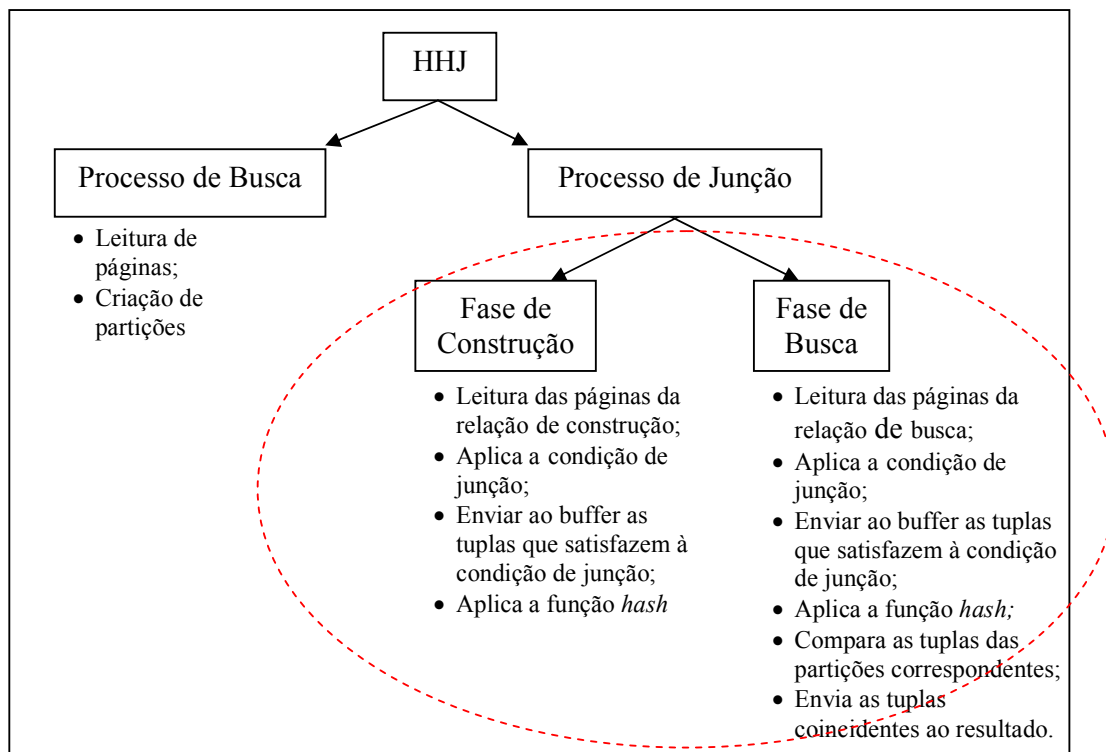 HHJ
Processo de Busca
Processo de Junção
• Leitura de
páginas;
• Criação de
partições
Fase de
Construção
Fase de
Busca
• Leitura das páginas da
relação de construção;
• Aplica a condição de
junção;
• Enviar ao buffer as
tuplas que satisfazem à
condição de junção;
• Aplica a função hash
• Leitura das páginas da
relação de busca;
• Aplica a condição de
junção;
• Enviar ao buffer as tuplas
que satisfazem à condição
de junção;
• Aplica a função hash;
• Compara as tuplas das
partições correspondentes;
• Envia as tuplas
coincidentes ao resultado.